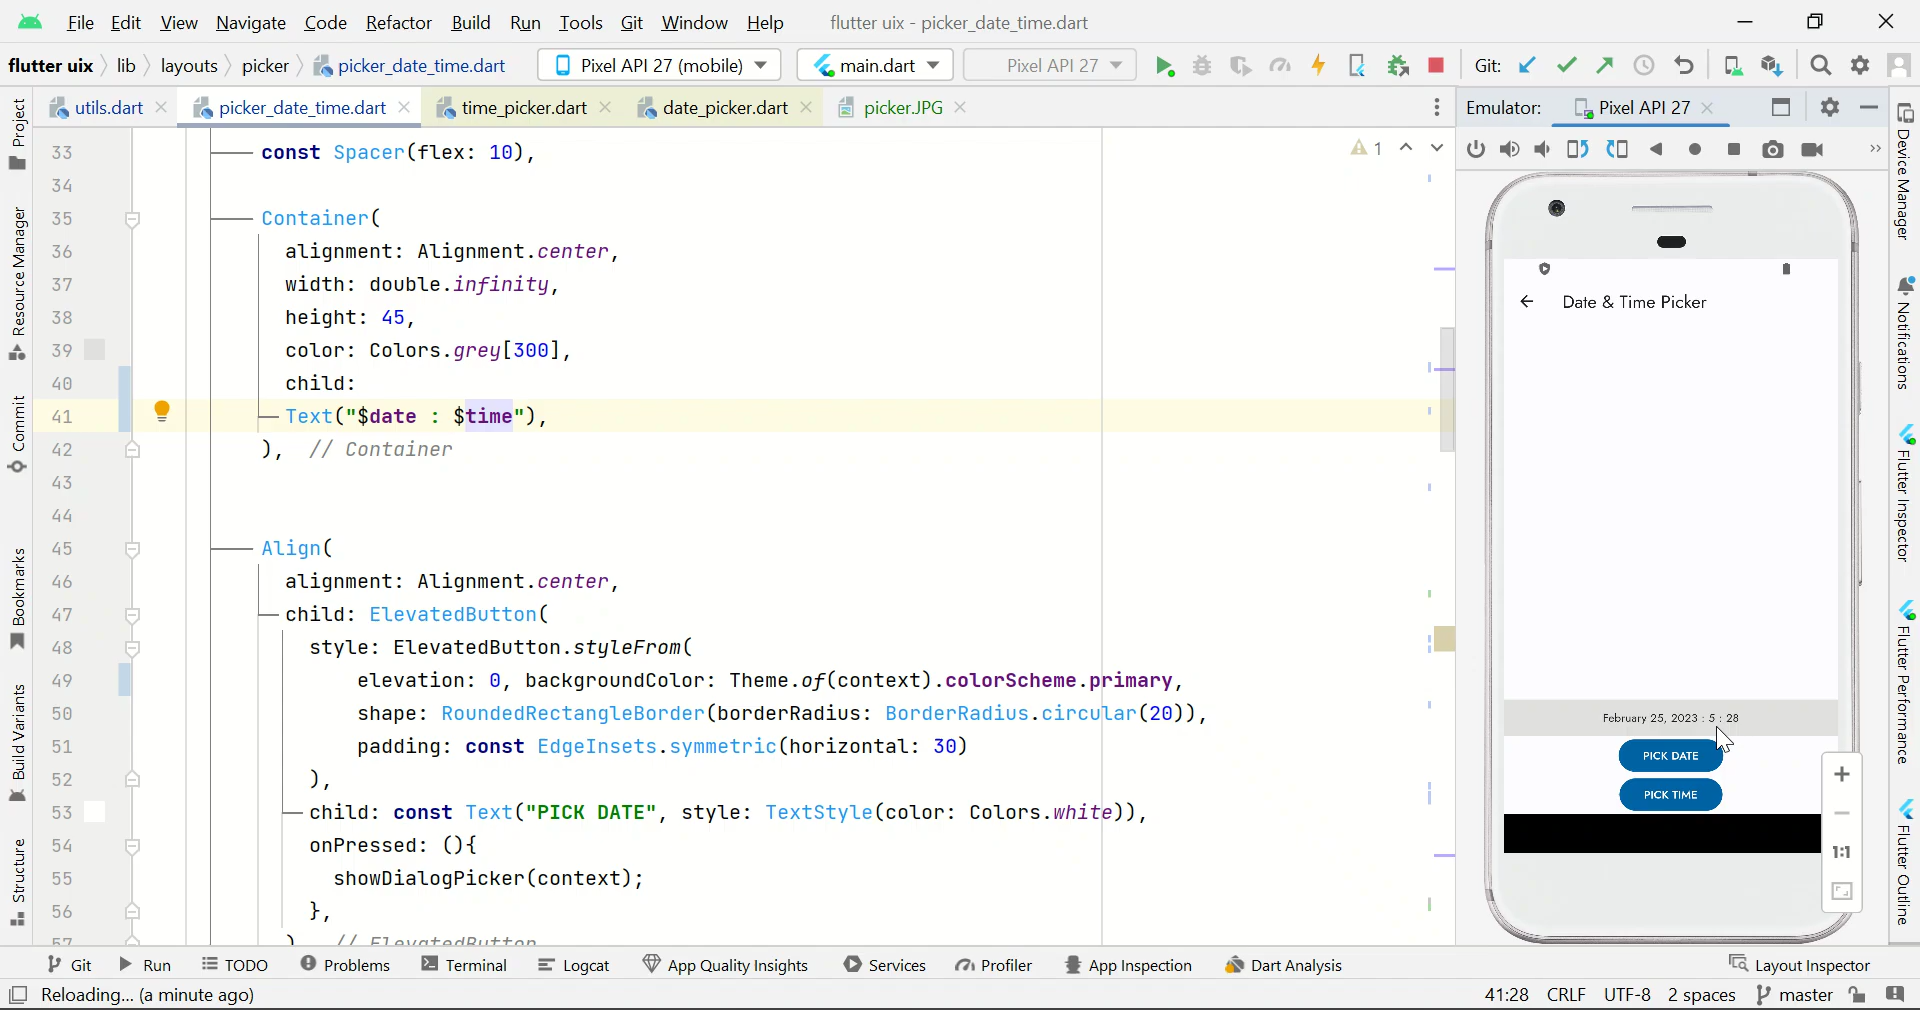 File Edit View Navigate Code Refactor Build Run Tools Git Window Help flutter uix - picker_date_time.dart
flutter uix lib layouts picker picker_date_time.dart Pixel API 27 (mobile) main.dart Pixel API 27 Git:
utils.dart picker_date_time.dart time_picker.dart date_picker.dart picker.JPG Emulator: Pixel API 27
Project
Resource Manager
Commit
Bookmarks
Build Variants
Structure
1
33 const Spacer(flex: 10),
34
35 Container(
36 alignment: Alignment.center,
37 width: double.infinity,
38 height: 45,
39 color: Colors.grey[300],
40 child:
41 Text("$date : $time"),
42 ), // Container
43
44
45 Align(
46 alignment: Alignment.center,
47 child: ElevatedButton(
48 style: ElevatedButton.styleFrom(
49 elevation: 0, backgroundColor: Theme.of(context).colorScheme.primary,
50 shape: RoundedRectangleBorder(borderRadius: BorderRadius.circular(20)),
51 padding: const EdgeInsets.symmetric(horizontal: 30)
52 ),
53 child: const Text("PICK DATE", style: TextStyle(color: Colors.white)),
54 onPressed: (){
55 showDialogPicker(context);
56 },
57 ) // ElevatedButton
Date & Time Picker
February 25, 2023 : 5 : 28
PICK DATE
PICK TIME
1:1
Device Manager
Notifications
Flutter Inspector
Flutter Performance
Flutter Outline
Git Run TODO Problems Terminal Logcat App Quality Insights Services Profiler App Inspection Dart Analysis Layout Inspector
Reloading... (a minute ago) 41:28 CRLF UTF-8 2 spaces master